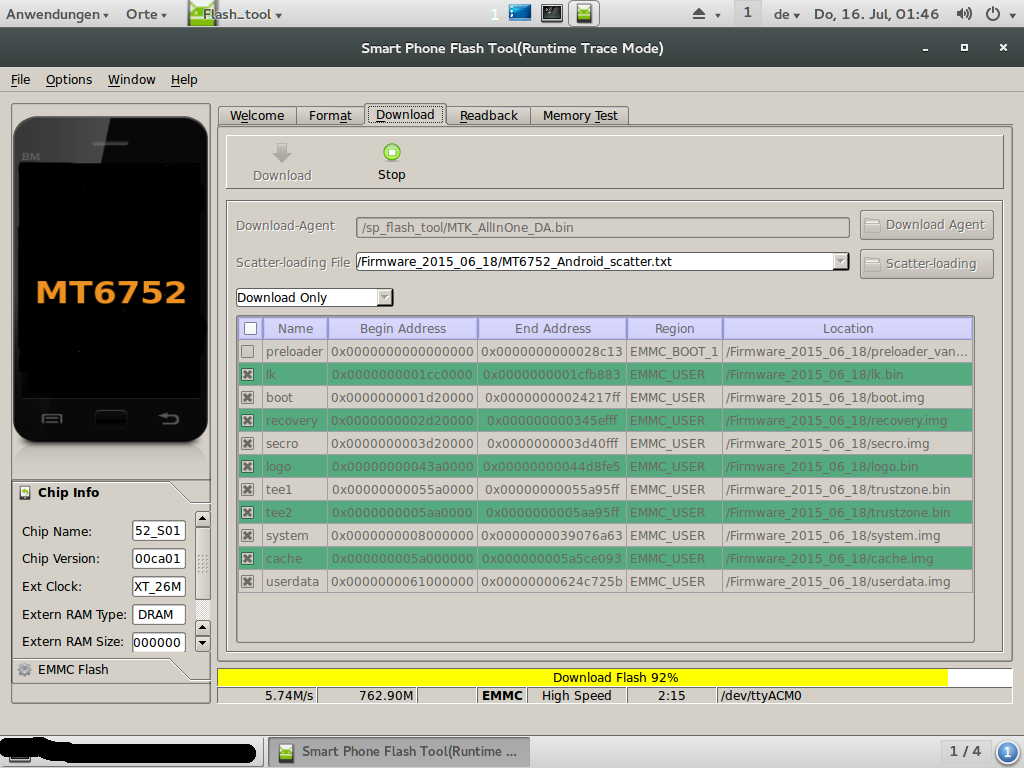 Anwendungen Orte Flash_tool 1 1 de Do, 16. Jul, 01:46
Smart Phone Flash Tool(Runtime Trace Mode)
File Options Window Help
Welcome Format Download Readback Memory Test
BM
MT6752
Download Stop
Download-Agent /sp_flash_tool/MTK_AllInOne_DA.bin Download Agent
Scatter-loading File /Firmware_2015_06_18/MT6752_Android_scatter.txt Scatter-loading
Download Only
Name Begin Address End Address Region Location
preloader 0x0000000000000000 0x0000000000028c13 EMMC_BOOT_1 /Firmware_2015_06_18/preloader_van...
lk 0x0000000001cc0000 0x0000000001cfb883 EMMC_USER /Firmware_2015_06_18/lk.bin
boot 0x0000000001d20000 0x00000000024217ff EMMC_USER /Firmware_2015_06_18/boot.img
recovery 0x0000000002d20000 0x000000000345efff EMMC_USER /Firmware_2015_06_18/recovery.img
secro 0x0000000003d20000 0x0000000003d40fff EMMC_USER /Firmware_2015_06_18/secro.img
logo 0x00000000043a0000 0x00000000044d8fe5 EMMC_USER /Firmware_2015_06_18/logo.bin
tee1 0x00000000055a0000 0x00000000055a95ff EMMC_USER /Firmware_2015_06_18/trustzone.bin
tee2 0x0000000005aa0000 0x0000000005aa95ff EMMC_USER /Firmware_2015_06_18/trustzone.bin
system 0x0000000008000000 0x0000000039076a63 EMMC_USER /Firmware_2015_06_18/system.img
cache 0x000000005a000000 0x000000005a5ce093 EMMC_USER /Firmware_2015_06_18/cache.img
userdata 0x0000000061000000 0x00000000624c725b EMMC_USER /Firmware_2015_06_18/userdata.img
Chip Info
Chip Name: 52_S01
Chip Version: 00ca01
Ext Clock: XT_26M
Extern RAM Type: DRAM
Extern RAM Size: 000000
EMMC Flash
Download Flash 92%
5.74M/s 762.90M EMMC High Speed 2:15 /dev/ttyACM0
Smart Phone Flash Tool(Runtime ... 1 / 4 1